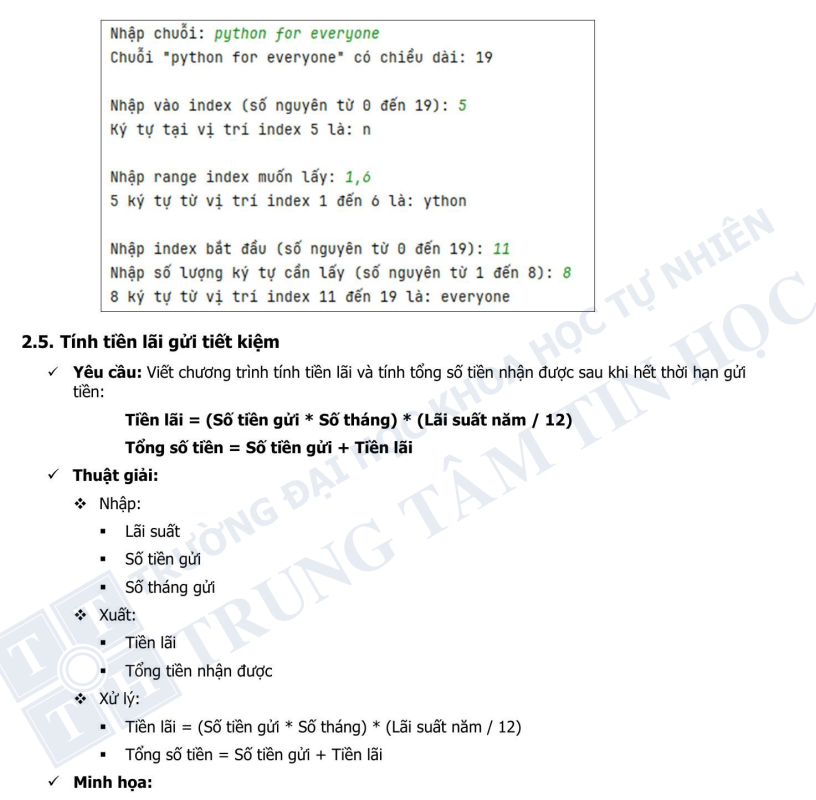 Nhập chuỗi: python for everyone
Chuỗi "python for everyone" có chiều dài: 19
Nhập vào index (số nguyên từ 0 đến 19): 5
Ký tự tại vị trí index 5 là: n
Nhập range index muốn lấy: 1,6
5 ký tự từ vị trí index 1 đến 6 là: ython
Nhập index bắt đầu (số nguyên từ 0 đến 19): 11
Nhập số lượng ký tự cần lấy (số nguyên từ 1 đến 8): 8
8 ký tự từ vị trí index 11 đến 19 là: everyone
2.5. Tính tiền lãi gửi tiết kiệm
✓ Yêu cầu: Viết chương trình tính tiền lãi và tính tổng số tiền nhận được sau khi hết thời hạn gửi
tiền:
Tiền lãi = (Số tiền gửi * Số tháng) * (Lãi suất năm / 12)
Tổng số tiền = Số tiền gửi + Tiền lãi
✓ Thuật giải:
❖ Nhập:
▪ Lãi suất
▪ Số tiền gửi
▪ Số tháng gửi
❖ Xuất:
▪ Tiền lãi
▪ Tổng tiền nhận được
❖ Xử lý:
▪ Tiền lãi = (Số tiền gửi * Số tháng) * (Lãi suất năm / 12)
▪ Tổng số tiền = Số tiền gửi + Tiền lãi
✓ Minh họa:
TRƯỜNG ĐẠI HỌC KHOA HỌC TỰ NHIÊN
TRUNG TÂM TIN HỌC
T T
T H